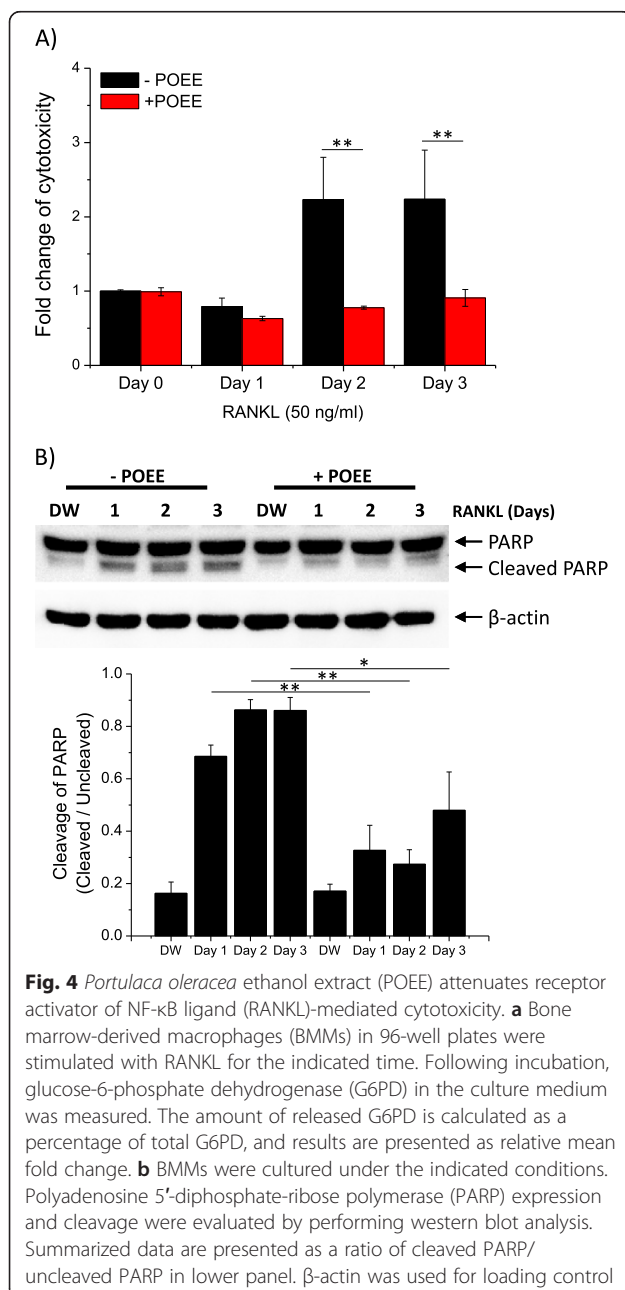 A)
4
3
2
1
0
Fold change of cytotoxicity
- POEE
+POEE
**
**
Day 0 Day 1 Day 2 Day 3
RANKL (50 ng/ml)
B)
- POEE + POEE
DW 1 2 3 DW 1 2 3 RANKL (Days)
PARP
Cleaved PARP
β-actin
1.0
0.8
0.6
0.4
0.2
0.0
Cleavage of PARP
(Cleaved / Uncleaved)
*
**
**
DW Day 1 Day 2 Day 3 DW Day 1 Day 2 Day 3
Fig. 4 Portulaca oleracea ethanol extract (POEE) attenuates receptor
activator of NF-κB ligand (RANKL)-mediated cytotoxicity. a Bone
marrow-derived macrophages (BMMs) in 96-well plates were
stimulated with RANKL for the indicated time. Following incubation,
glucose-6-phosphate dehydrogenase (G6PD) in the culture medium
was measured. The amount of released G6PD is calculated as a
percentage of total G6PD, and results are presented as relative mean
fold change. b BMMs were cultured under the indicated conditions.
Polyadenosine 5′-diphosphate-ribose polymerase (PARP) expression
and cleavage were evaluated by performing western blot analysis.
Summarized data are presented as a ratio of cleaved PARP/
uncleaved PARP in lower panel. β-actin was used for loading control